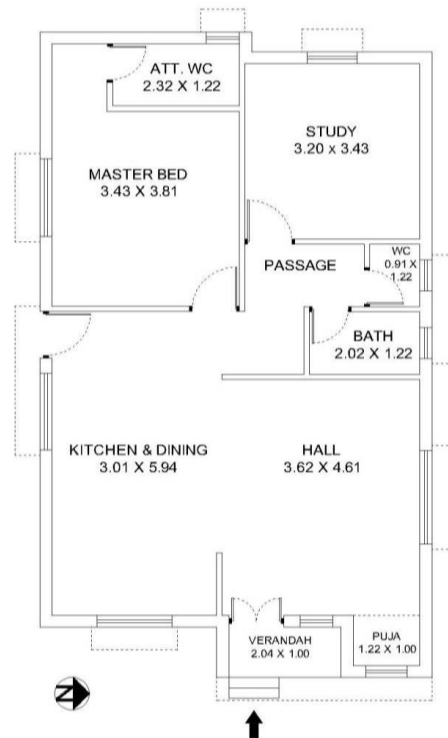 ATT. WC
2.32 X 1.22
STUDY
3.20 X 3.43
MASTER BED
3.43 X 3.81
PASSAGE
WC
0.91 X
1.22
BATH
2.02 X 1.22
KITCHEN & DINING
3.01 X 5.94
HALL
3.62 X 4.61
VERANDAH
2.04 X 1.00
PUJA
1.22 X 1.00
N